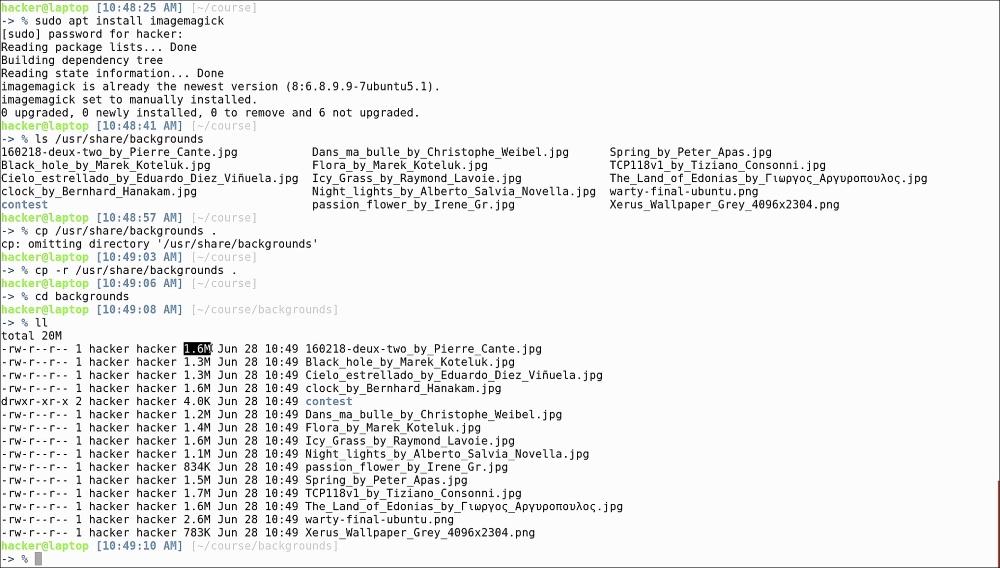 hacker@laptop [10:48:25 AM] [~/course]
-> % sudo apt install imagemagick
[sudo] password for hacker:
Reading package lists... Done
Building dependency tree
Reading state information... Done
imagemagick is already the newest version (8:6.8.9.9-7ubuntu5.1).
imagemagick set to manually installed.
0 upgraded, 0 newly installed, 0 to remove and 6 not upgraded.
hacker@laptop [10:48:41 AM] [~/course]
-> % ls /usr/share/backgrounds
160218-deux-two_by_Pierre_Cante.jpg Dans_ma_bulle_by_Christophe_Weibel.jpg Spring_by_Peter_Apas.jpg
Black_hole_by_Marek_Koteluk.jpg Flora_by_Marek_Koteluk.jpg TCP118v1_by_Tiziano_Consonni.jpg
Cielo_estrellado_by_Eduardo_Diez_Viñuela.jpg Icy_Grass_by_Raymond_Lavoie.jpg The_Land_of_Edonias_by_Γιωργος_Αργυροπουλος.jpg
clock_by_Bernhard_Hanakam.jpg Night_lights_by_Alberto_Salvia_Novella.jpg warty-final-ubuntu.png
contest passion_flower_by_Irene_Gr.jpg Xerus_Wallpaper_Grey_4096x2304.png
hacker@laptop [10:48:57 AM] [~/course]
-> % cp /usr/share/backgrounds .
cp: omitting directory '/usr/share/backgrounds'
hacker@laptop [10:49:03 AM] [~/course]
-> % cp -r /usr/share/backgrounds .
hacker@laptop [10:49:06 AM] [~/course]
-> % cd backgrounds
hacker@laptop [10:49:08 AM] [~/course/backgrounds]
-> % ll
total 20M
-rw-r--r-- 1 hacker hacker 1.6M Jun 28 10:49 160218-deux-two_by_Pierre_Cante.jpg
-rw-r--r-- 1 hacker hacker 1.3M Jun 28 10:49 Black_hole_by_Marek_Koteluk.jpg
-rw-r--r-- 1 hacker hacker 1.3M Jun 28 10:49 Cielo_estrellado_by_Eduardo_Diez_Viñuela.jpg
-rw-r--r-- 1 hacker hacker 1.6M Jun 28 10:49 clock_by_Bernhard_Hanakam.jpg
drwxr-xr-x 2 hacker hacker 4.0K Jun 28 10:49 contest
-rw-r--r-- 1 hacker hacker 1.2M Jun 28 10:49 Dans_ma_bulle_by_Christophe_Weibel.jpg
-rw-r--r-- 1 hacker hacker 1.4M Jun 28 10:49 Flora_by_Marek_Koteluk.jpg
-rw-r--r-- 1 hacker hacker 1.6M Jun 28 10:49 Icy_Grass_by_Raymond_Lavoie.jpg
-rw-r--r-- 1 hacker hacker 1.1M Jun 28 10:49 Night_lights_by_Alberto_Salvia_Novella.jpg
-rw-r--r-- 1 hacker hacker 834K Jun 28 10:49 passion_flower_by_Irene_Gr.jpg
-rw-r--r-- 1 hacker hacker 1.5M Jun 28 10:49 Spring_by_Peter_Apas.jpg
-rw-r--r-- 1 hacker hacker 1.7M Jun 28 10:49 TCP118v1_by_Tiziano_Consonni.jpg
-rw-r--r-- 1 hacker hacker 1.6M Jun 28 10:49 The_Land_of_Edonias_by_Γιωργος_Αργυροπουλος.jpg
-rw-r--r-- 1 hacker hacker 2.6M Jun 28 10:49 warty-final-ubuntu.png
-rw-r--r-- 1 hacker hacker 783K Jun 28 10:49 Xerus_Wallpaper_Grey_4096x2304.png
hacker@laptop [10:49:10 AM] [~/course/backgrounds]
-> %